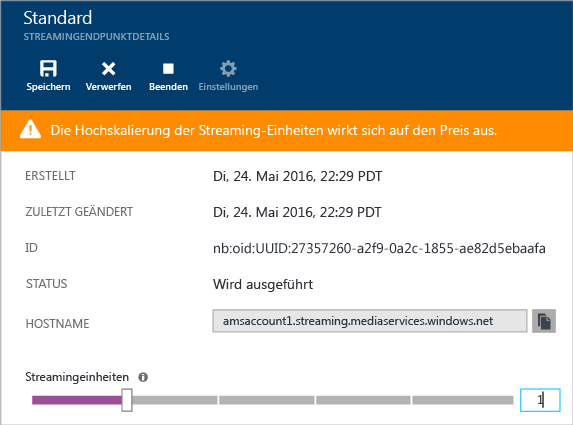 Standard
STREAMINGENDPUNKTDETAILS
Speichern Verwerfen Beenden Einstellungen
Die Hochskalierung der Streaming-Einheiten wirkt sich auf den Preis aus.
ERSTELLT Di, 24. Mai 2016, 22:29 PDT
ZULETZT GEÄNDERT Di, 24. Mai 2016, 22:29 PDT
ID nb:oid:UUID:27357260-a2f9-0a2c-1855-ae82d5ebaafa
STATUS Wird ausgeführt
HOSTNAME amsaccount1.streaming.mediaservices.windows.net
Streamingeinheiten
1